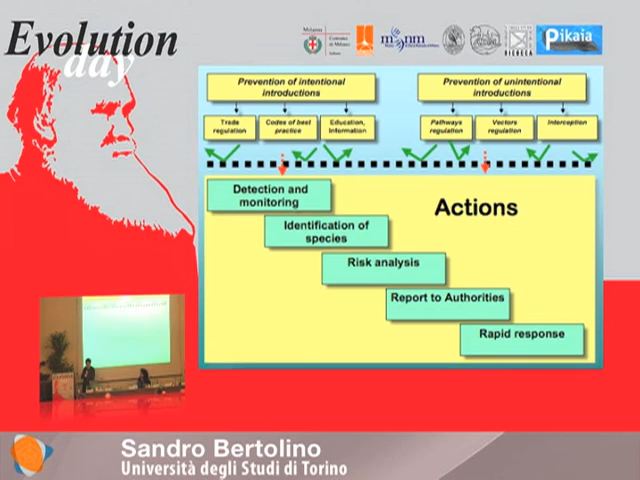 Evolution
day
Pikaia
Prevention of intentional
introductions
Prevention of unintentional
introductions
Trade
regulation
Codes of best
practice
Education,
Information
Pathways
regulation
Vectors
regulation
Interception
Detection and
monitoring
Actions
Identification of
species
Risk analysis
Report to Authorities
Rapid response
Sandro Bertolino
Università degli Studi di Torino